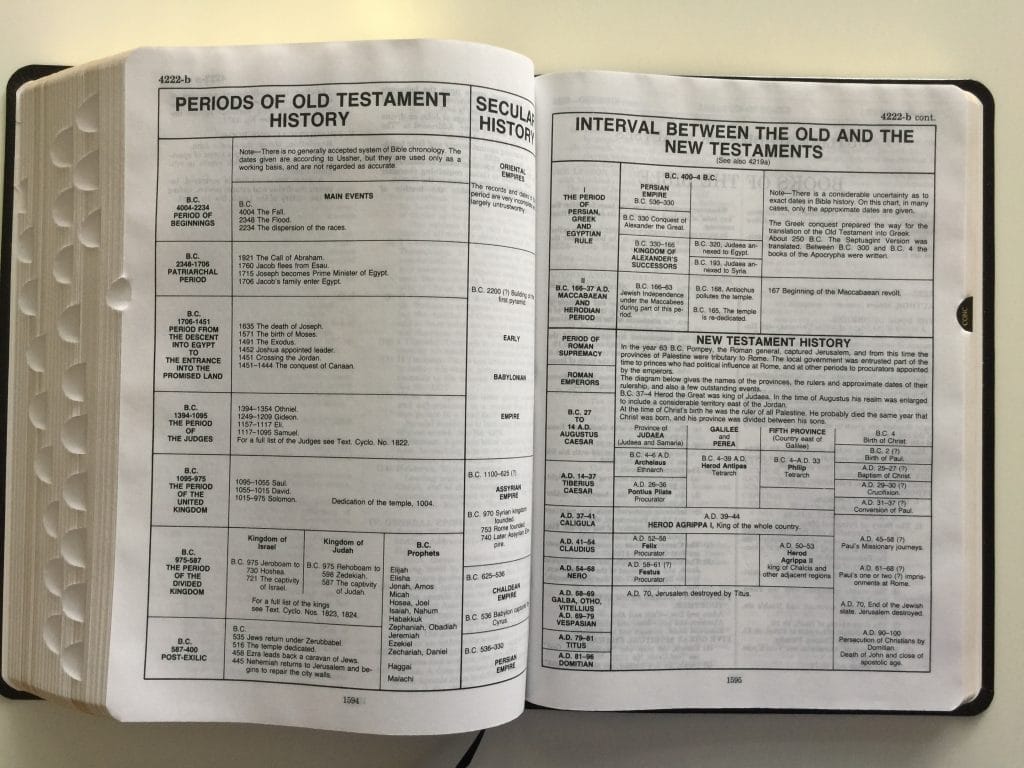 4222-b
PERIODS OF OLD TESTAMENT
HISTORY
Note—There is no generally accepted system of Bible chronology. The
dates given are according to Ussher, but they are used only as a
working basis, and are not regarded as accurate.
B.C.
4004-2234
PERIOD OF
BEGINNINGS
MAIN EVENTS
B.C.
4004 The Fall.
2348 The Flood.
2234 The dispersion of the races.
B.C.
2346-1706
PATRIARCHAL
PERIOD
1921 The Call of Abraham.
1760 Jacob flees from Esau.
1715 Joseph becomes Prime Minister of Egypt.
1706 Jacob's family enter Egypt.
B.C.
1706-1451
PERIOD FROM
THE DESCENT
INTO EGYPT
TO
THE ENTRANCE
INTO THE
PROMISED LAND
1635 The death of Joseph.
1571 The birth of Moses.
1491 The Exodus.
1452 Joshua appointed leader.
1451 Crossing the Jordan.
1451–1444 The conquest of Canaan.
B.C.
1394-1095
THE PERIOD
OF
THE JUDGES
1394–1354 Othniel.
1249–1209 Gideon.
1157–1117 Eli.
1117–1095 Samuel.
For a full list of the Judges see Text. Cyclo. No. 1822.
B.C.
1095-975
THE PERIOD
OF THE
UNITED
KINGDOM
1095–1055 Saul.
1055–1015 David.
1015–975 Solomon. Dedication of the temple, 1004.
B.C.
975-587
THE PERIOD
OF THE
DIVIDED
KINGDOM
Kingdom of
Israel
B.C. 975 Jeroboam to
730 Hoshea.
721 The captivity
of Israel.
Kingdom of
Judah
B.C. 975 Rehoboam to
598 Zedekiah.
587 The captivity
of Judah.
For a full list of the kings
see Text. Cyclo. Nos. 1823, 1824.
B.C.
Prophets
Elijah
Elisha
Jonah, Amos
Micah
Hosea, Joel
Isaiah, Nahum
Habakkuk
Zephaniah, Obadiah
Jeremiah
Ezekiel
Zechariah, Daniel
Haggai
Malachi
B.C.
587-400
POST-EXILIC
B.C.
535 Jews return under Zerubbabel.
516 The temple dedicated.
458 Ezra leads back a caravan of Jews.
445 Nehemiah returns to Jerusalem and be-
gins to repair the city walls.
SECULAR
HISTORY
ORIENTAL
EMPIRES
The records and dates
period are very incomplete
largely untrustworthy.
B.C. 2200 (?) Building of the
first pyramid.
EARLY
BABYLONIAN
EMPIRE
B.C. 1100–625 (?)
ASSYRIAN
EMPIRE
B.C. 970 Syrian kingdom
founded.
753 Rome founded.
740 Later Assyrian Em-
pire.
B.C. 625–536
CHALDEAN
EMPIRE
B.C. 536 Babylon
Cyrus.
B.C. 536–330
PERSIAN
EMPIRE
1594
4222-b cont.
INTERVAL BETWEEN THE OLD AND THE
NEW TESTAMENTS
(See also 4219a)
I
THE PERIOD
OF
PERSIAN,
GREEK
AND
EGYPTIAN
RULE
B.C. 400–4 B.C.
PERSIAN
EMPIRE
B.C. 536–330
B.C. 330 Conquest of
Alexander the Great.
B.C. 330–166
KINGDOM OF
ALEXANDER'S
SUCCESSORS
B.C. 320, Judaea an-
nexed to Egypt.
B.C. 193, Judaea an-
nexed to Syria
Note—There is a considerable uncertainty as to
exact dates in Bible history. On this chart, in many
cases, only the approximate dates are given.
The Greek conquest prepared the way for the
translation of the Old Testament into Greek.
About 250 B.C. The Septuagint Version was
translated. Between B.C. 300 and B.C. 4 the
books of the Apocrypha were written.
II
B.C. 166–37 A.D.
MACCABAEAN
and
HERODIAN
PERIOD
B.C. 166–63
Jewish Independence
under the Maccabees
during part of this pe-
riod.
B.C. 168, Antiochus
pollutes the temple.
B.C. 165, The temple
is re-dedicated.
167 Beginning of the Maccabaean revolt.
PERIOD OF
ROMAN
SUPREMACY
ROMAN
EMPERORS
NEW TESTAMENT HISTORY
In the year 63 B.C. Pompey, the Roman general, captured Jerusalem, and from this time the
provinces of Palestine were tributary to Rome. The local government was entrusted part of the
time to princes who had political influence at Rome, and at other periods to procurators appointed
by the emperors.
The diagram below gives the names of the provinces, the rulers and approximate dates of their
rulership, and also a few outstanding events.
B.C. 37–4 Herod the Great was king of Judaea. In the time of Augustus his realm was enlarged
to include a considerable territory east of the Jordan.
At the time of Christ's birth he was the ruler of all Palestine. He probably died the same year that
Christ was born, and his province was divided between his sons.
B.C. 27
TO
14 A.D.
AUGUSTUS
CAESAR
Province of
JUDAEA
(Judaea and Samaria)
GALILEE
and
PEREA
FIFTH PROVINCE
(Country east of
Galilee)
B.C. 4
Birth of Christ.
B.C. 4–6 A.D.
Archelaus
Ethnarch
B.C. 4–39 A.D.
Herod Antipas
Tetrarch
B.C. 4–A.D. 33
Philip
Tetrarch
B.C. 2 (?)
Birth of Paul.
A.D. 14–37
TIBERIUS
CAESAR
A.D. 26–36
Pontius Pilate
Procurator
A.D. 25–27 (?)
Baptism of Christ.
A.D. 29–30 (?)
Crucifixion.
A.D. 31–37 (?)
Conversion of Paul.
A.D. 37–41
CALIGULA
A.D. 39–44
HEROD AGRIPPA I, King of the whole country.
A.D. 41–54
CLAUDIUS
A.D. 52–58
Felix
Procurator
A.D. 50–53
Herod
Agrippa II
king of Chalcis and
other adjacent regions
A.D. 45–58 (?)
Paul's Missionary journeys.
A.D. 54–68
NERO
A.D. 58–61 (?)
Festus
Procurator
A.D. 61–68 (?)
Paul's one or two (?) impris-
onments at Rome.
A.D. 68–69
GALBA, OTHO,
VITELLIUS
A.D. 69–79
VESPASIAN
A.D. 70, Jerusalem destroyed by Titus.
A.D. 70, End of the Jewish
state. Jerusalem destroyed.
A.D. 79–81
TITUS
A.D. 81–96
DOMITIAN
A.D. 90–100
Persecution of Christians by
Domitian.
Death of John and close of
apostolic age.
1595
CONC